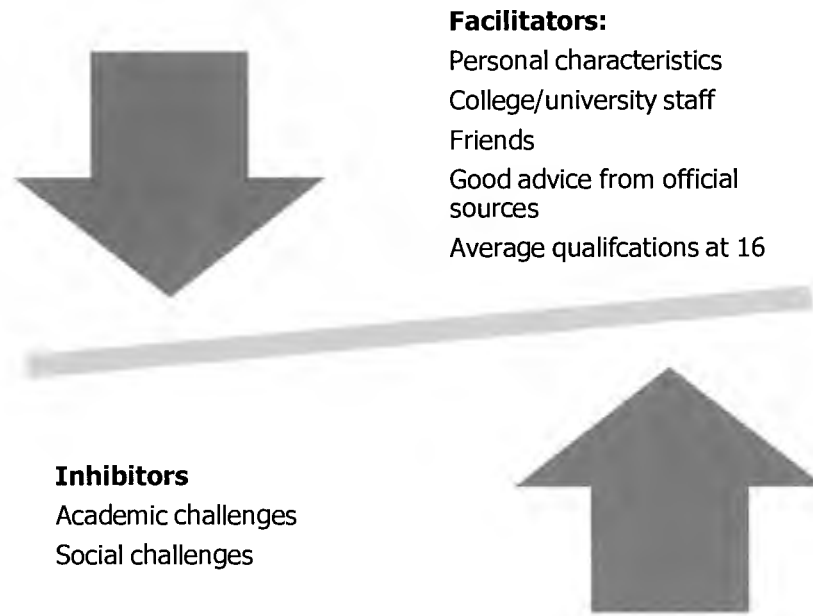 Facilitators:
Personal characteristics
College/university staff
Friends
Good advice from official
sources
Average qualifcations at 16
Inhibitors
Academic challenges
Social challenges